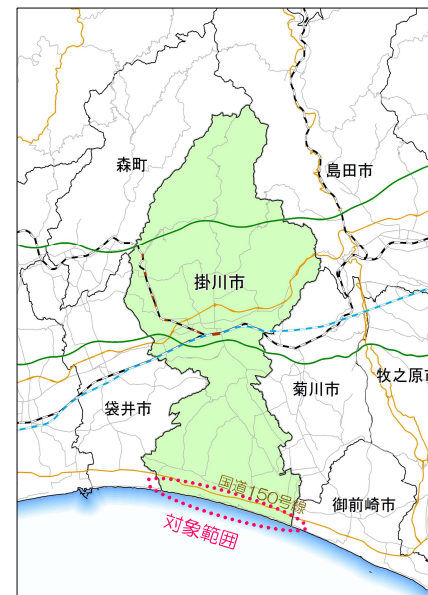 森町
島田市
掛川市
牧之原市
菊川市
袋井市
国道150号線
御前崎市
対象範囲